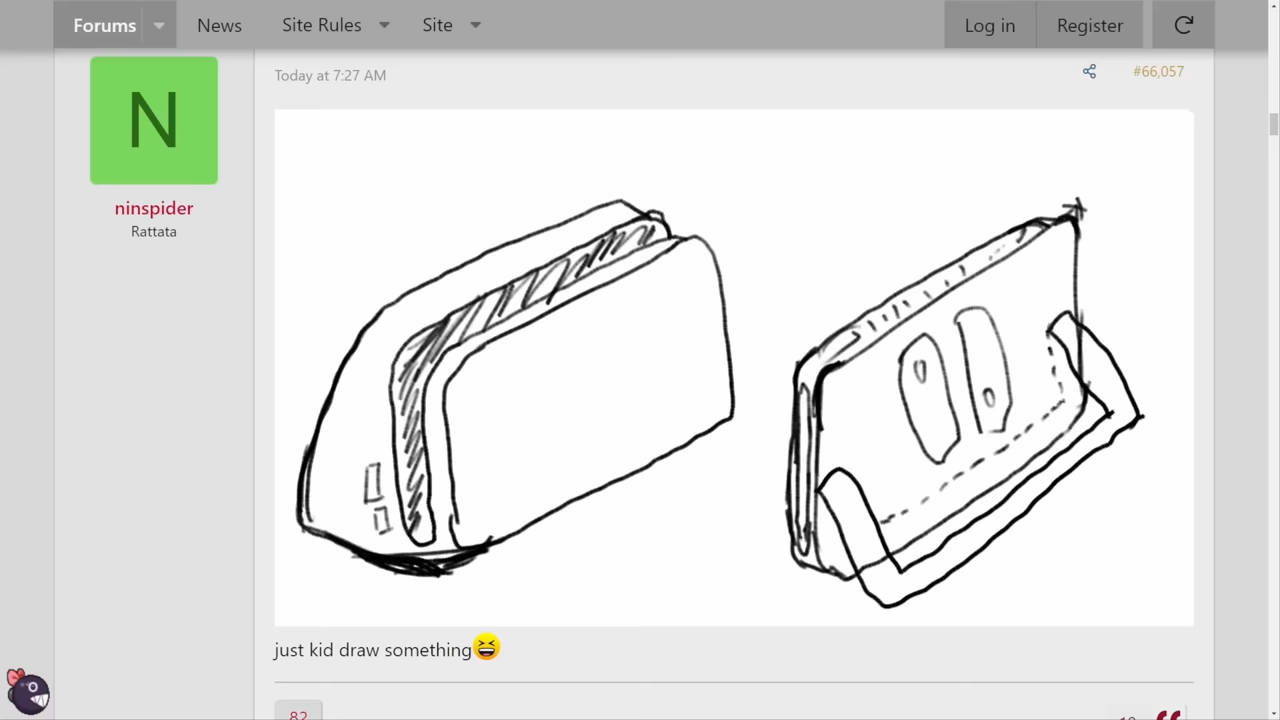 Forums News Site Rules Site Log in Register
Today at 7:27 AM #66,057
N
ninspider
Rattata
just kid draw something
82